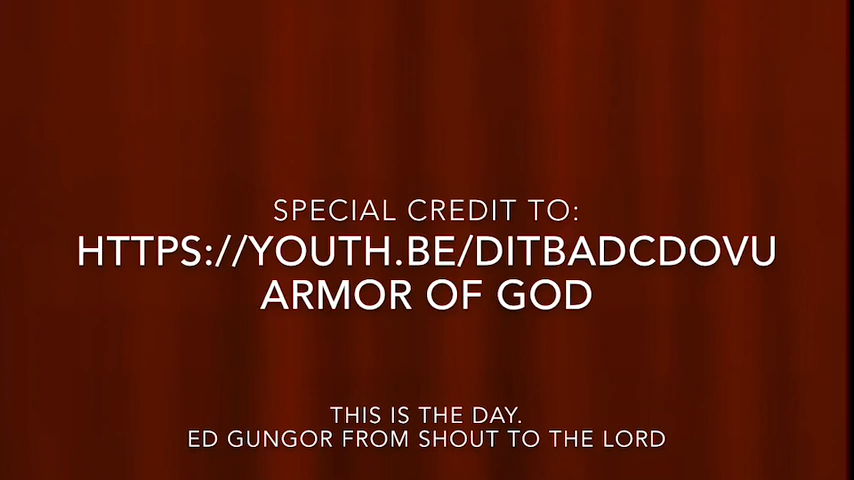 SPECIAL CREDIT TO:
HTTPS://YOUTH.BE/DITBADCDOVU
ARMOR OF GOD
THIS IS THE DAY.
ED GUNGOR FROM SHOUT TO THE LORD